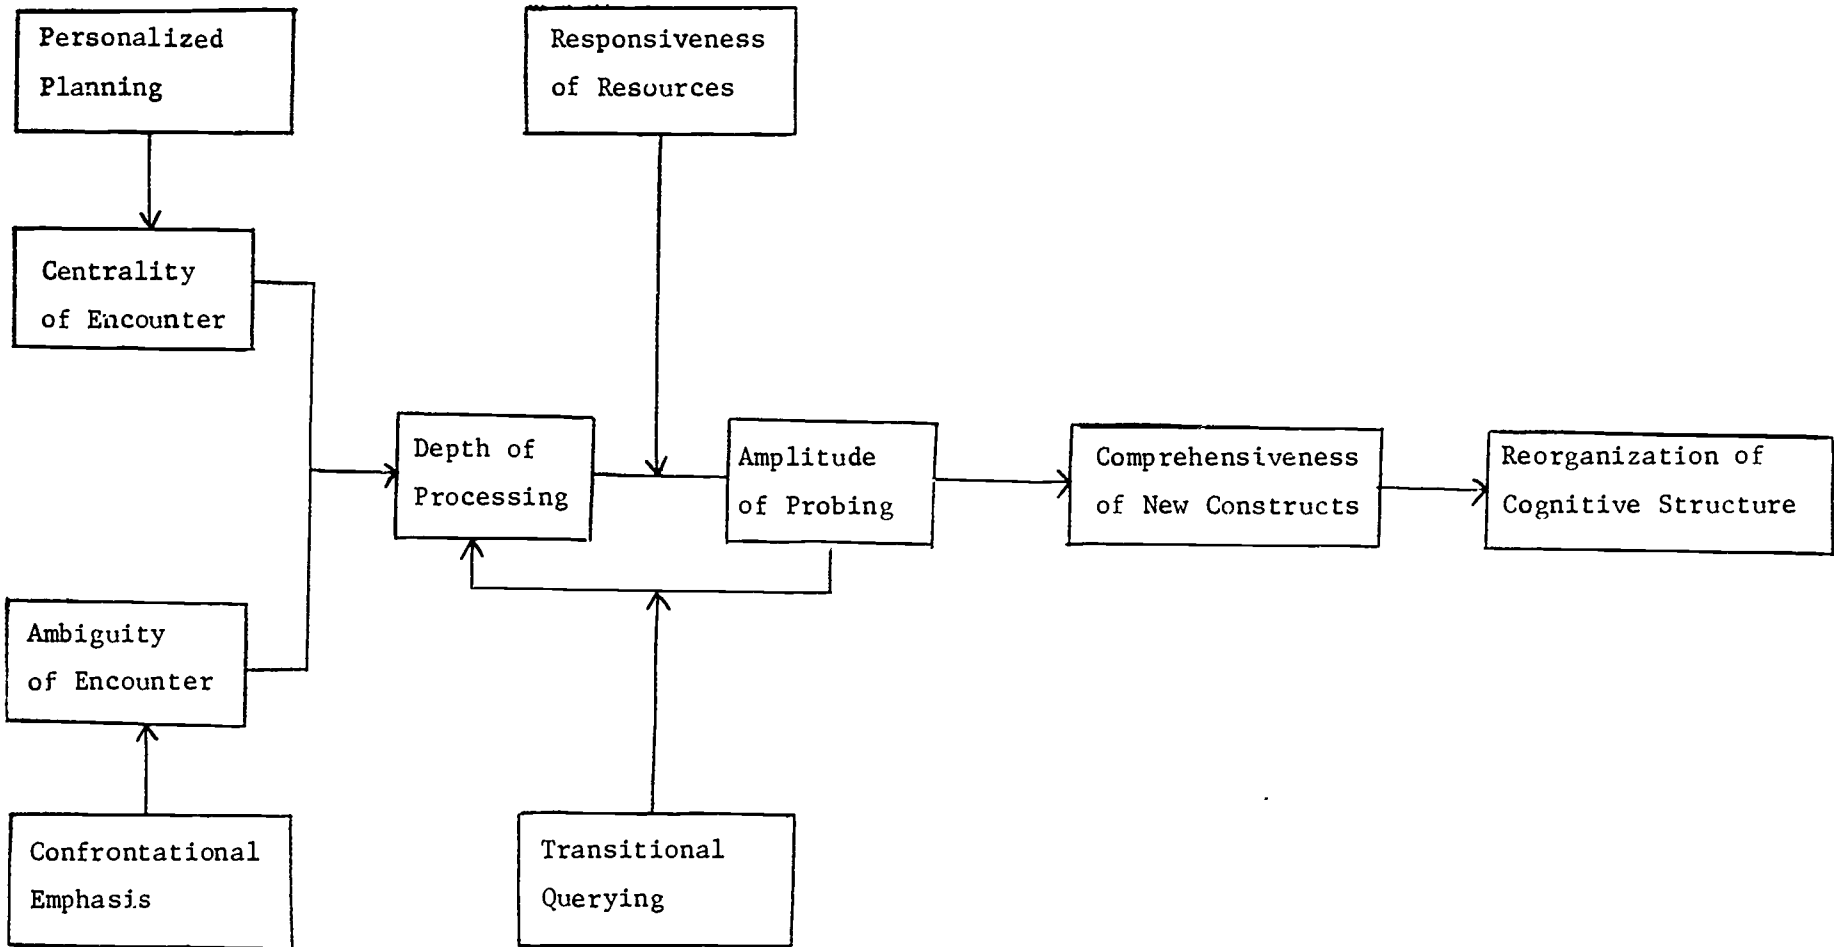 Personalized
Planning
Responsiveness
of Resources
Centrality
of Encounter
Depth of
Processing
Amplitude
of Probing
Comprehensiveness
of New Constructs
Reorganization of
Cognitive Structure
Ambiguity
of Encounter
Confrontational
Emphasis
Transitional
Querying